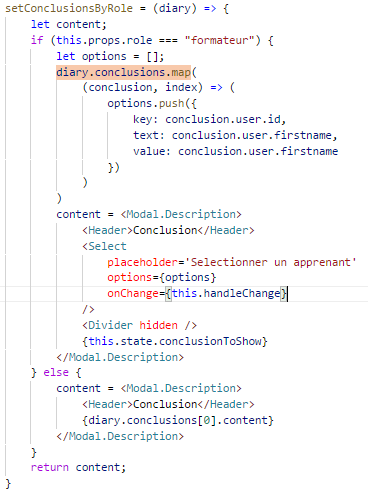 setConclusionsByRole = (diary) => {
let content;
if (this.props.role === "formateur") {
let options = [];
diary.conclusions.map(
(conclusion, index) => (
options.push({
key: conclusion.user.id,
text: conclusion.user.firstname,
value: conclusion.user.firstname
})
)
)
content = <Modal.Description>
<Header>Conclusion</Header>
<Select
placeholder='Selectionner un apprenant'
options={options}
onChange={this.handleChange}
/>
<Divider hidden />
{this.state.conclusionToShow}
</Modal.Description>
} else {
content = <Modal.Description>
<Header>Conclusion</Header>
{diary.conclusions[0].content}
</Modal.Description>
}
return content;
}